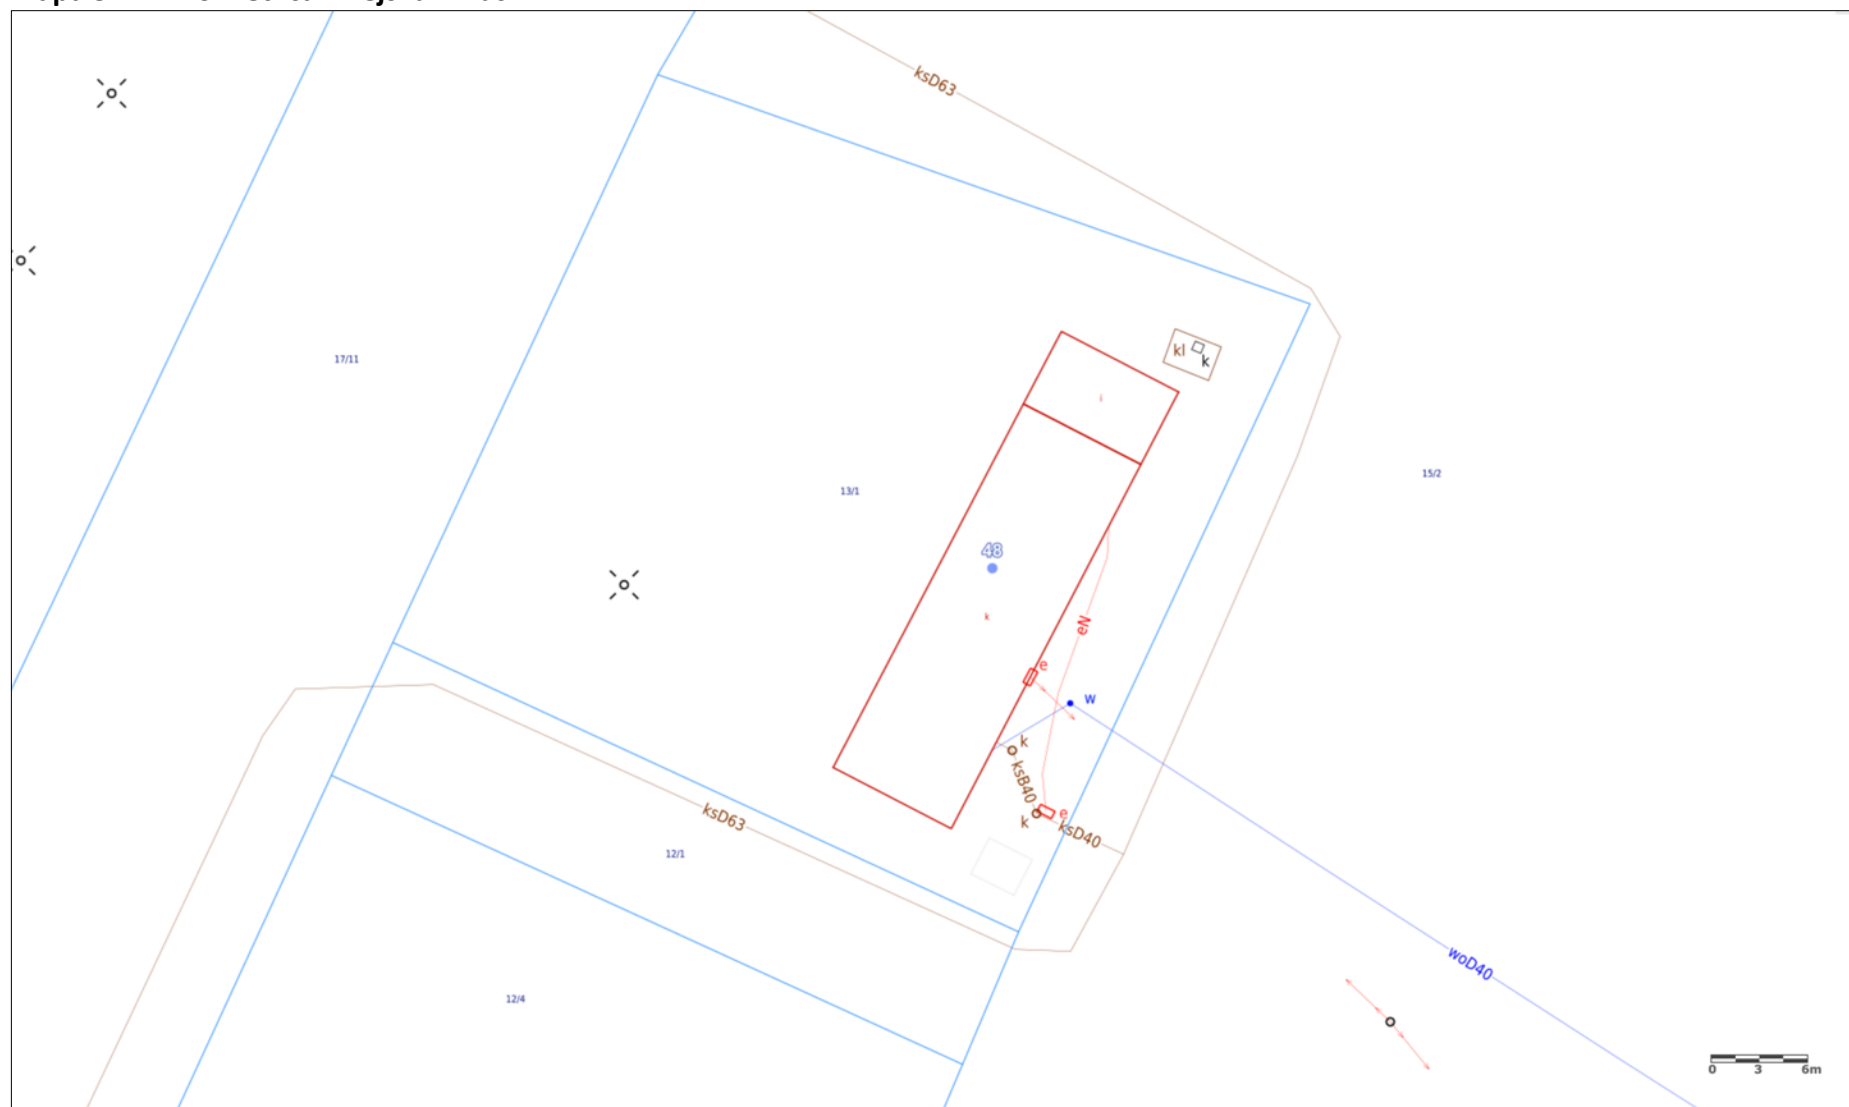 ksD63
kl
k
17/11
i
15/2
13/1
48
k
eN
e
w
k
ksB40
e
k
ksD40
ksD63
12/1
woD40
12/4
0 3 6m